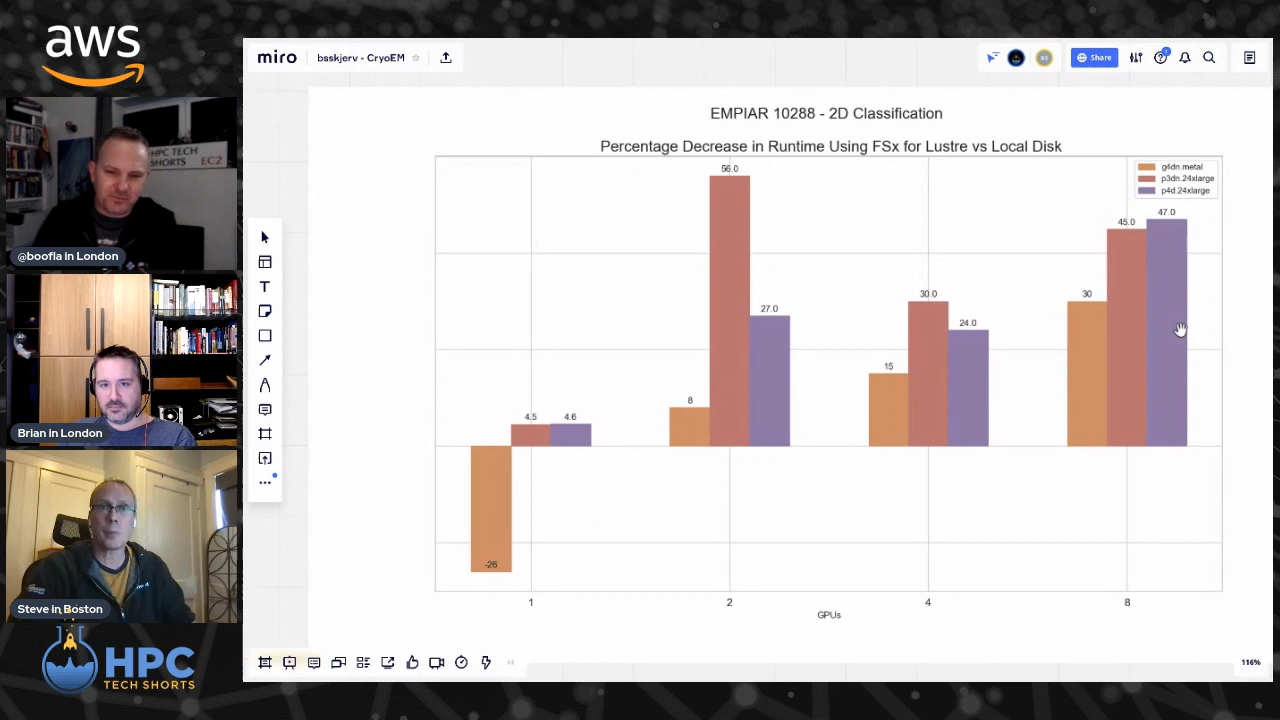 aws
HPC TECH
SHORTS
EC2
@boofla in London
Brian in London
Steve in Boston
HPC
TECH SHORTS
miro
bsskjerv - CryoEM
Share
EMPIAR 10288 - 2D Classification
Percentage Decrease in Runtime Using FSx for Lustre vs Local Disk
g4dn.metal
p3dn.24xlarge
p4d.24xlarge
56.0
47.0
45.0
30.0
30
27.0
24.0
15
8
4.5
4.6
-26
1
2
4
8
GPUs
116%